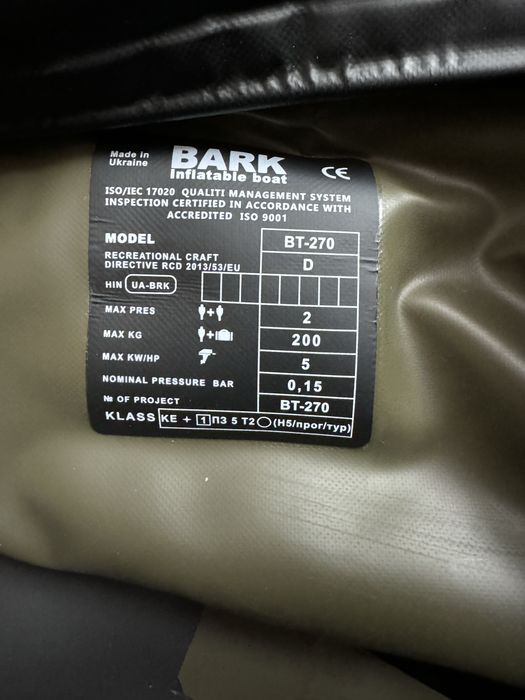 Made in
Ukraine
BARK
Inflatable boat
CE
ISO/IEC 17020 QUALITI MANAGEMENT SYSTEM
INSPECTION CERTIFIED IN ACCORDANCE WITH
ACCREDITED ISO 9001
MODEL BT-270
RECREATIONAL CRAFT
DIRECTIVE RCD 2013/53/EU D
HIN UA-BRK
MAX PRES + 2
MAX KG + 200
MAX KW/HP 5
NOMINAL PRESSURE BAR 0,15
№ OF PROJECT BT-270
KLASS KE + 1 ПЗ 5 T2 (Н5/прог/тур)